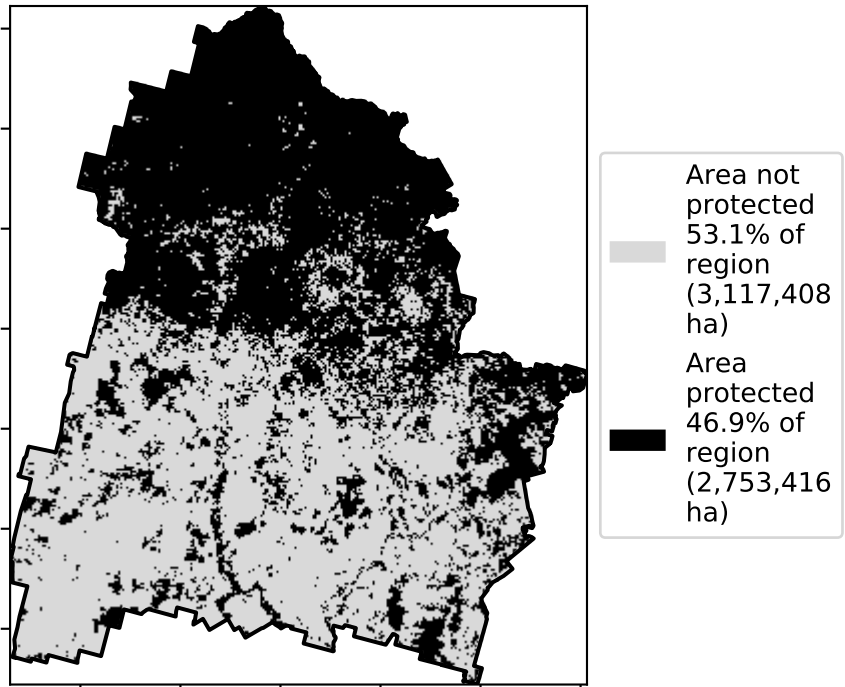 Area not
protected
53.1% of
region
(3,117,408
ha)
Area
protected
46.9% of
region
(2,753,416
ha)